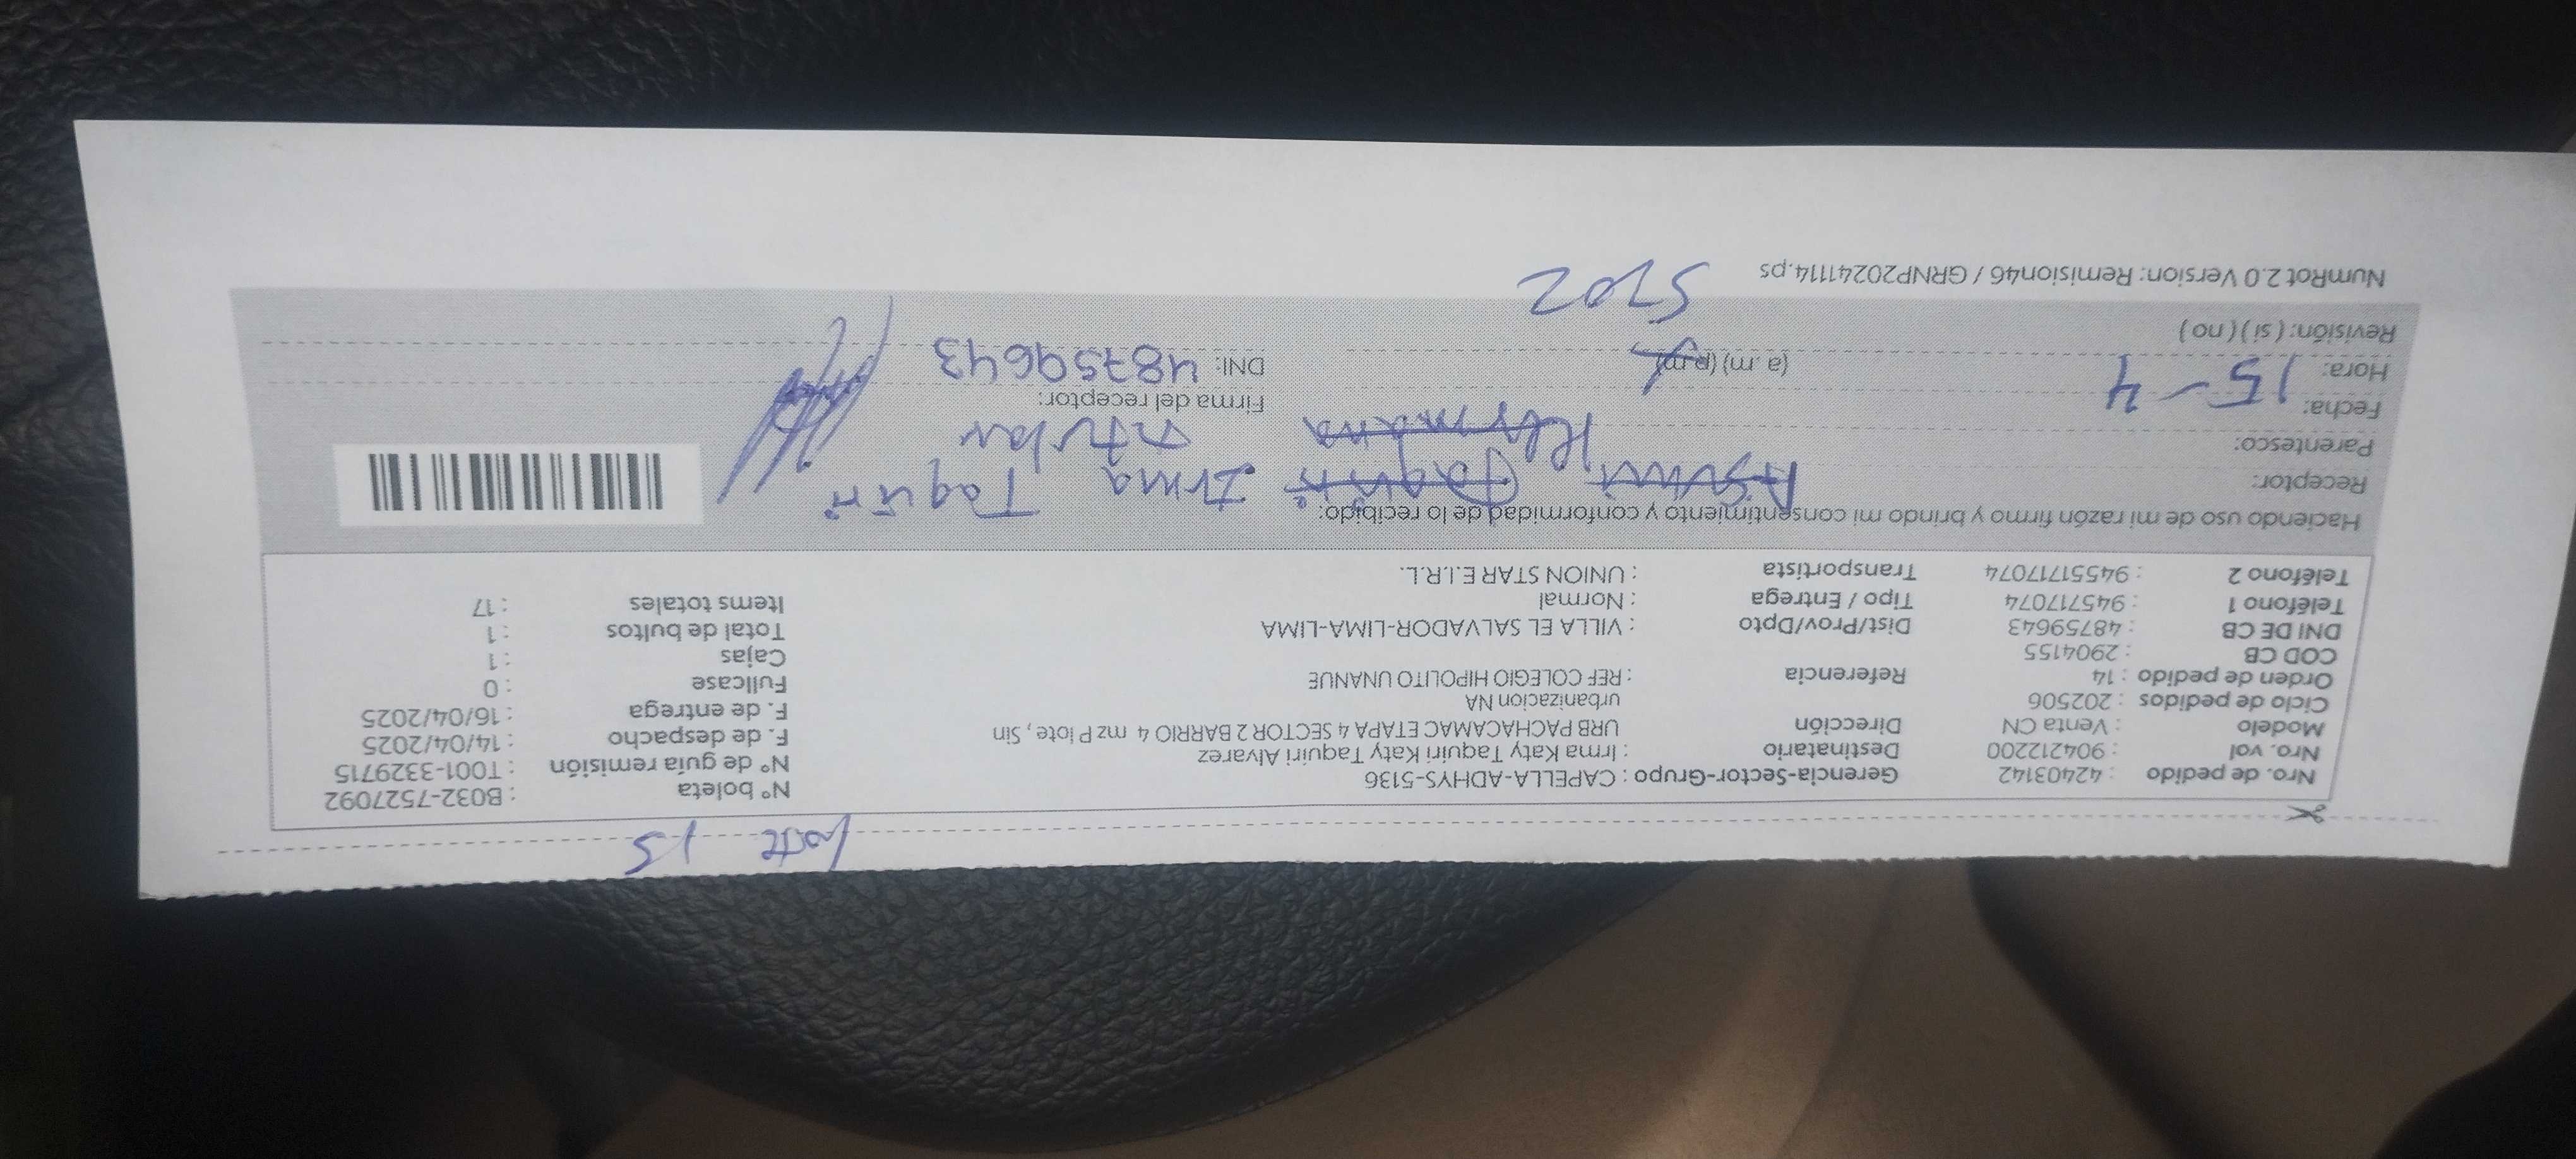 Lote 15
Nro. de pedido : 42403142 Gerencia-Sector-Grupo : CAPELLA-ADHYS-5136 N° boleta : B032-7527092
Nro. vol : 904212200 Destinatario : Irma Katy Taquiri Katy Taquiri Alvarez N° de guía remisión : T001-3329715
Modelo : Venta CN Dirección URB PACHACAMAC ETAPA 4 SECTOR 2 BARRIO 4 mz P lote , Sin F. de despacho : 14/04/2025
Ciclo de pedidos : 202506 urbanizacion NA F. de entrega : 16/04/2025
Orden de pedido : 14 Referencia : REF COLEGIO HIPOLITO UNANUE Fullcase : 0
COD CB : 2904155 Cajas : 1
DNI DE CB : 48759643 Dist/Prov/Dpto : VILLA EL SALVADOR-LIMA-LIMA Total de bultos : 1
Teléfono 1 : 945717074 Tipo / Entrega : Normal Items totales : 17
Teléfono 2 : 94551717074 Transportista : UNION STAR E.I.R.L.
Haciendo uso de mi razón firmo y brindo mi consentimiento y conformidad de lo recibido:
Receptor: Taquiri Irma Taquiri
Parentesco: Hermana titular
Fecha: 15-4 Firma del receptor:
Hora: (a.m) (p.m) DNI: 48759643
Revisión: ( si ) ( no )
NumRot 2.0 Version: Remision46 / GRNP20241114.ps